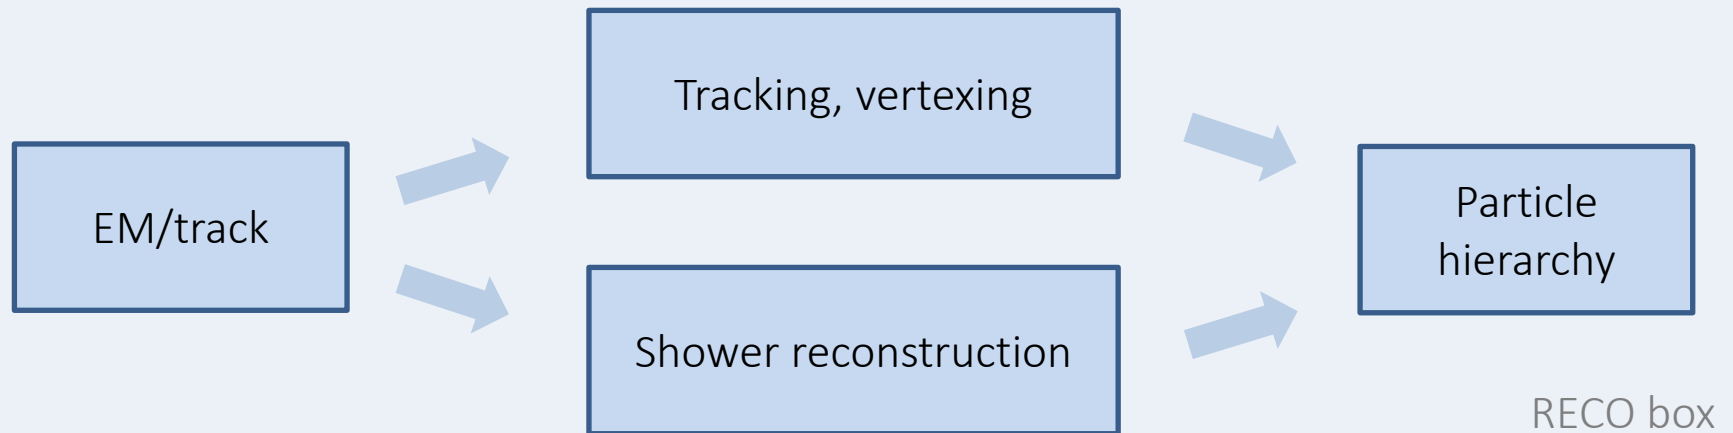 EM/track
Tracking, vertexing
Shower reconstruction
Particle
hierarchy
RECO box